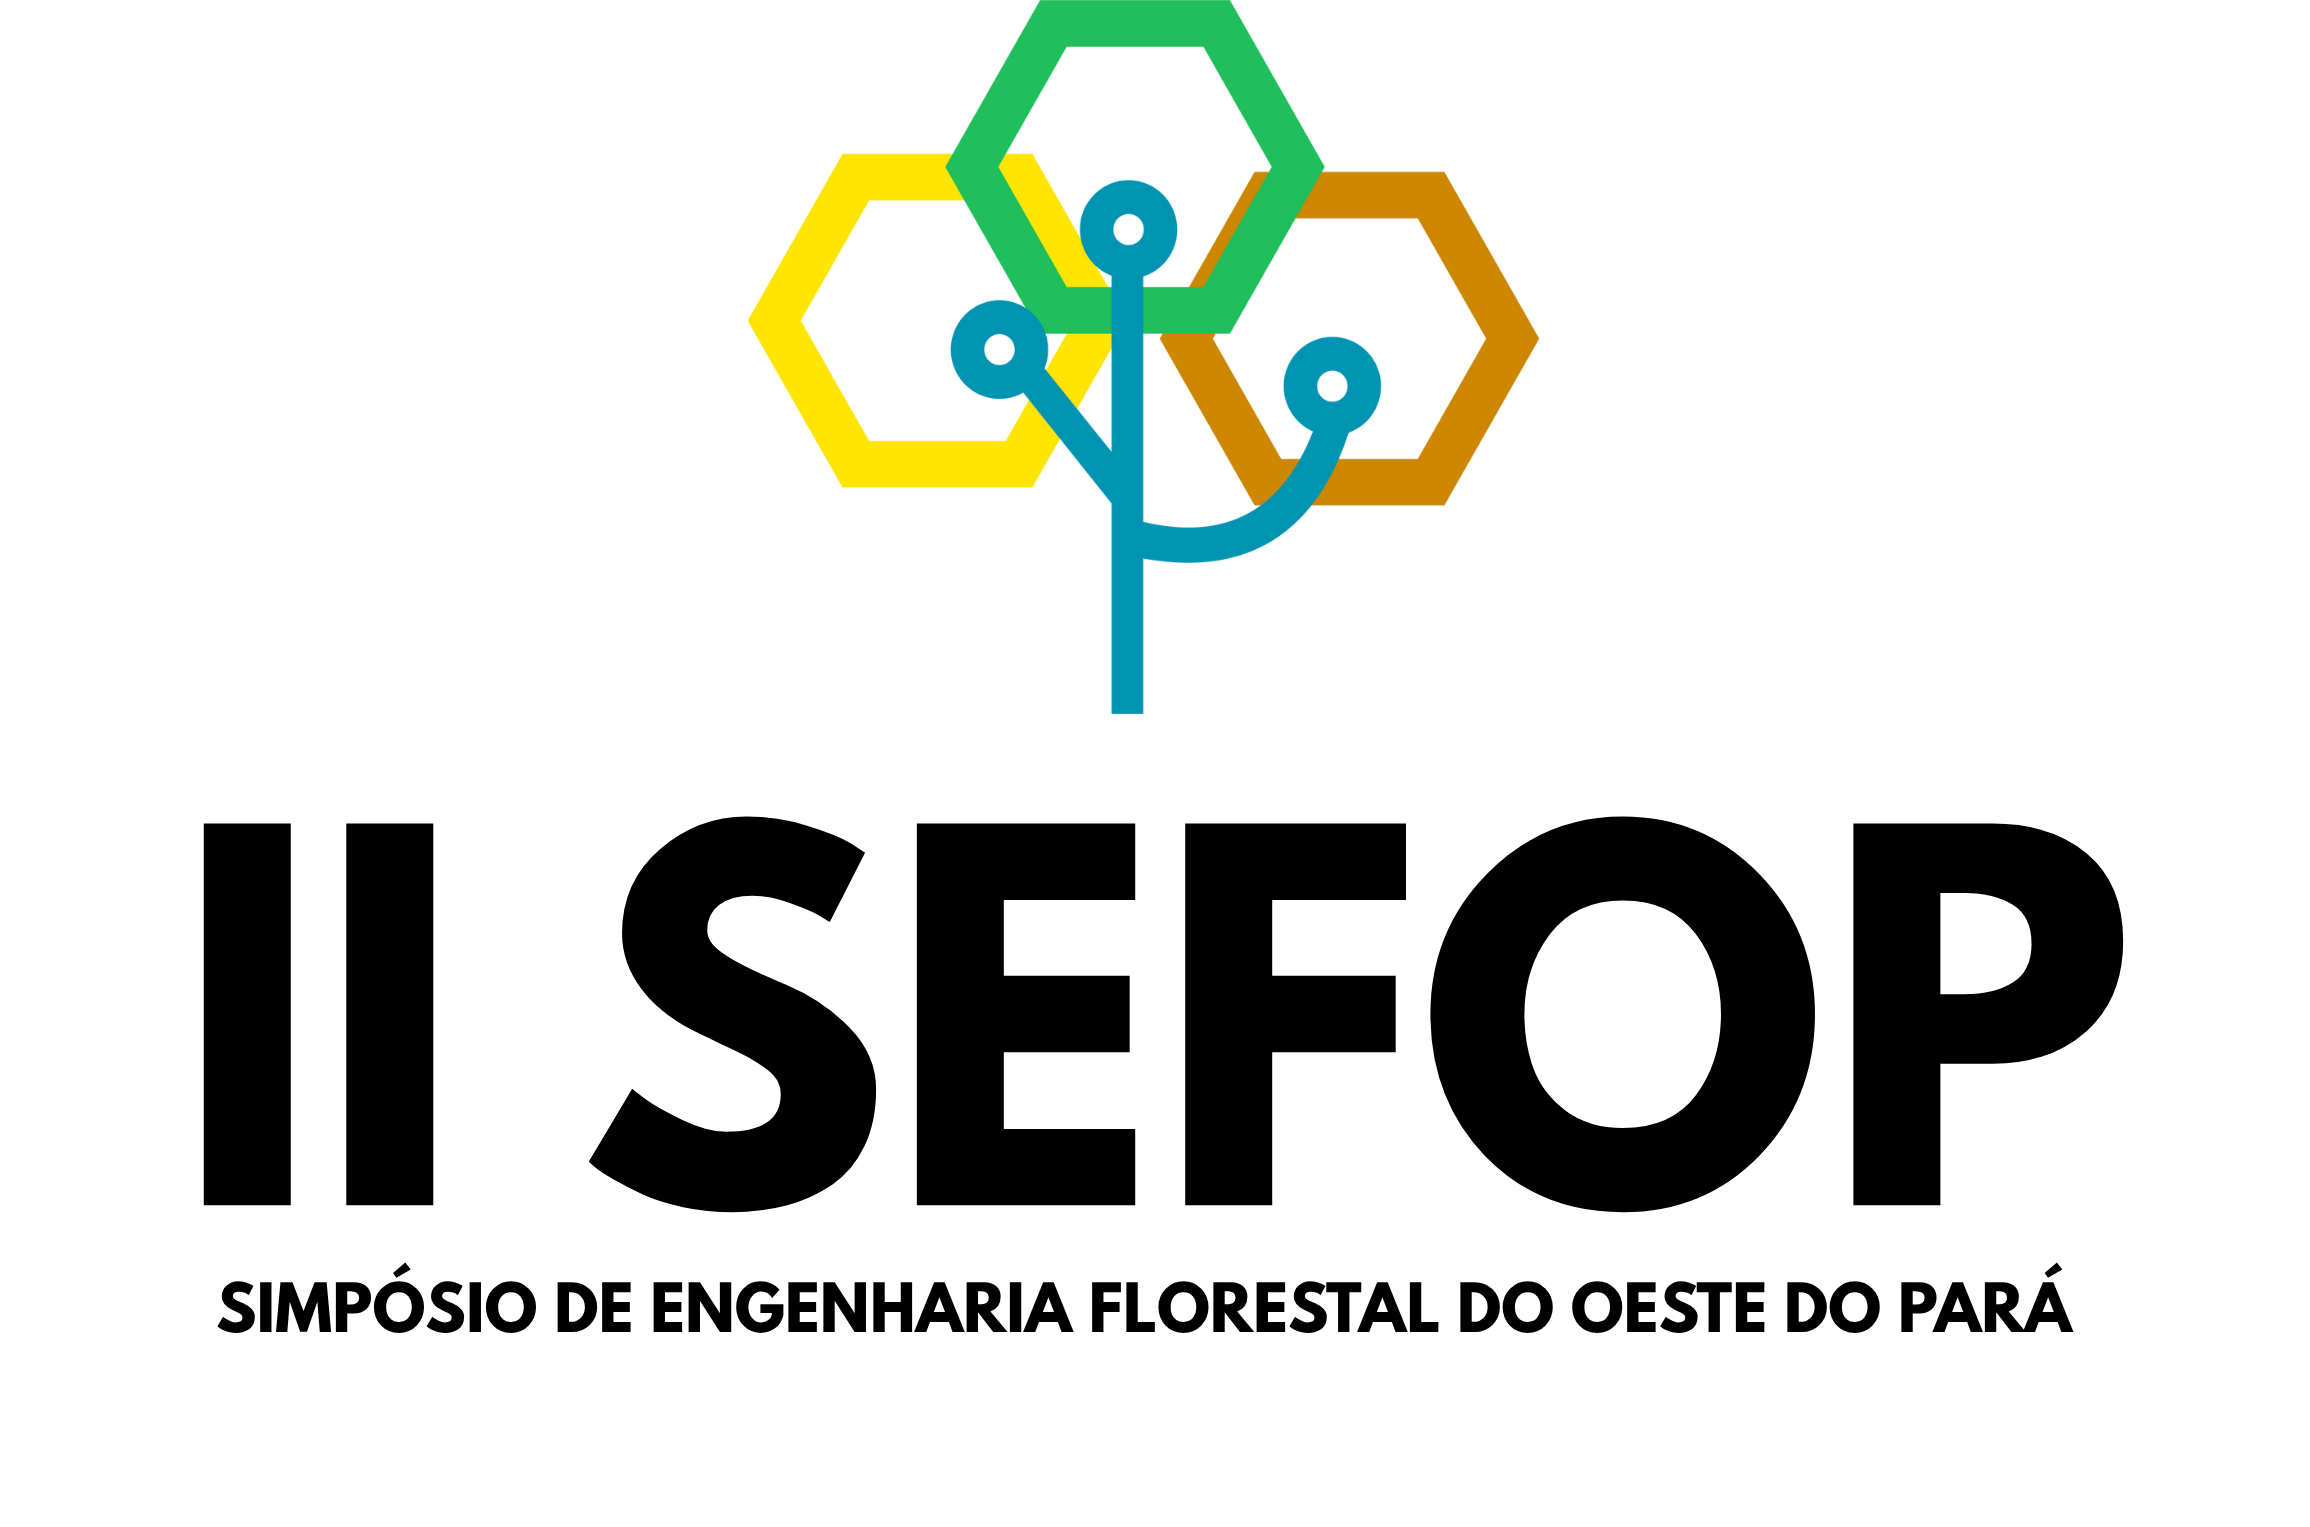 II SEFOP
SIMPÓSIO DE ENGENHARIA FLORESTAL DO OESTE DO PARÁ